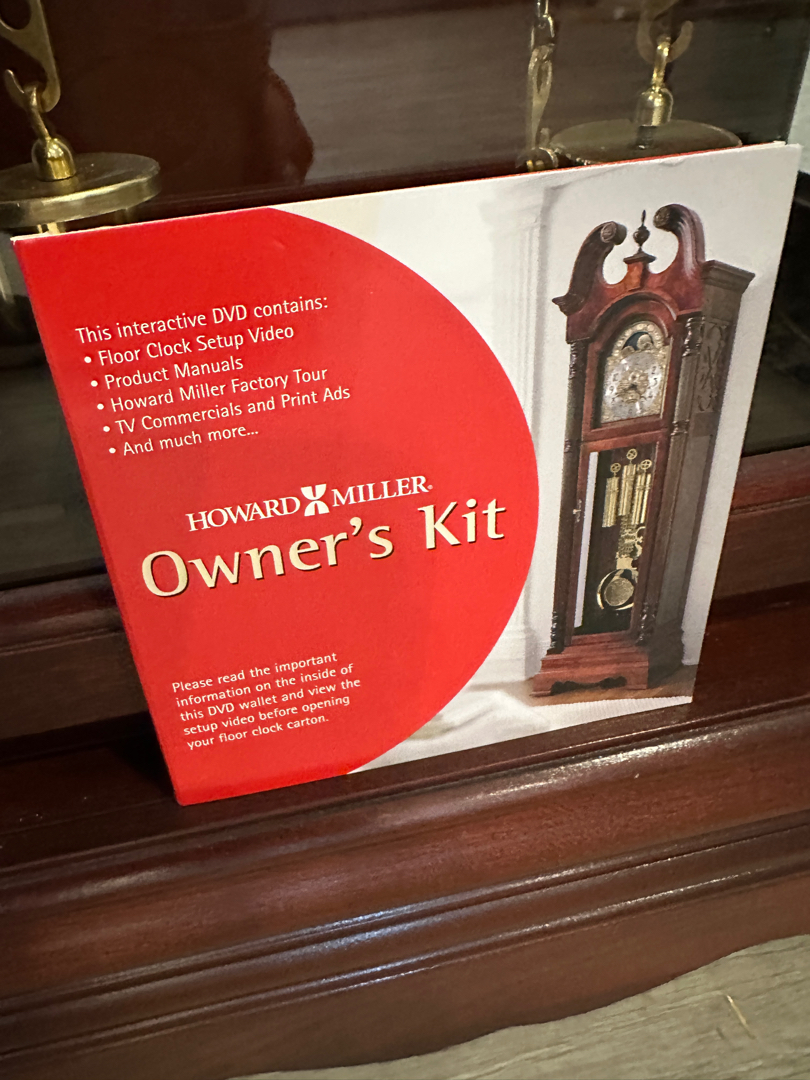 This interactive DVD contains:
• Floor Clock Setup Video
• Product Manuals
• Howard Miller Factory Tour
• TV Commercials and Print Ads
• And much more...
HOWARD MILLER®
Owner's Kit
Please read the important
information on the inside of
this DVD wallet and view the
setup video before opening
your floor clock carton.